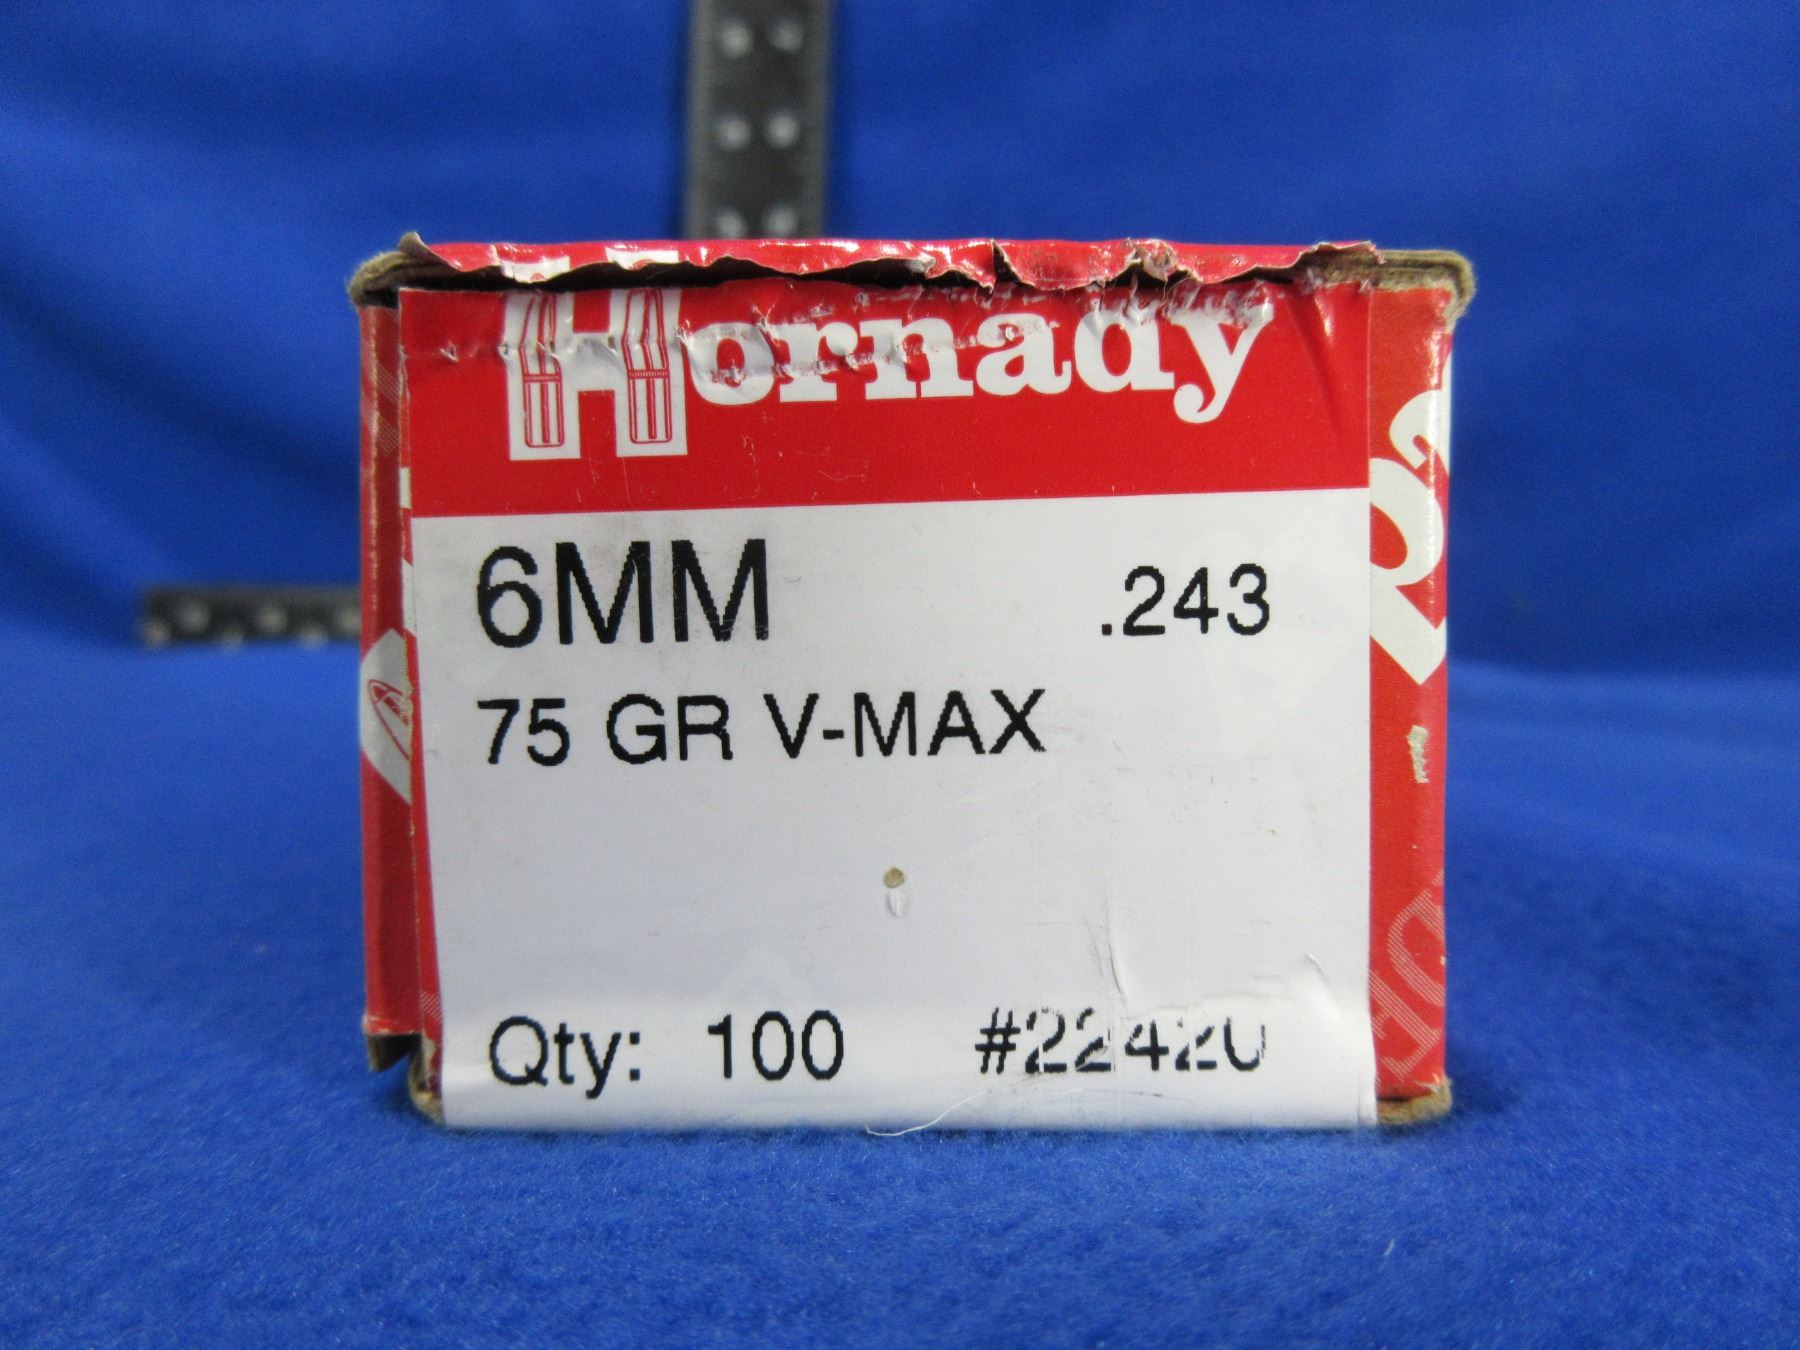 Hornady
6MM .243
75 GR V-MAX
Qty: 100 #22420